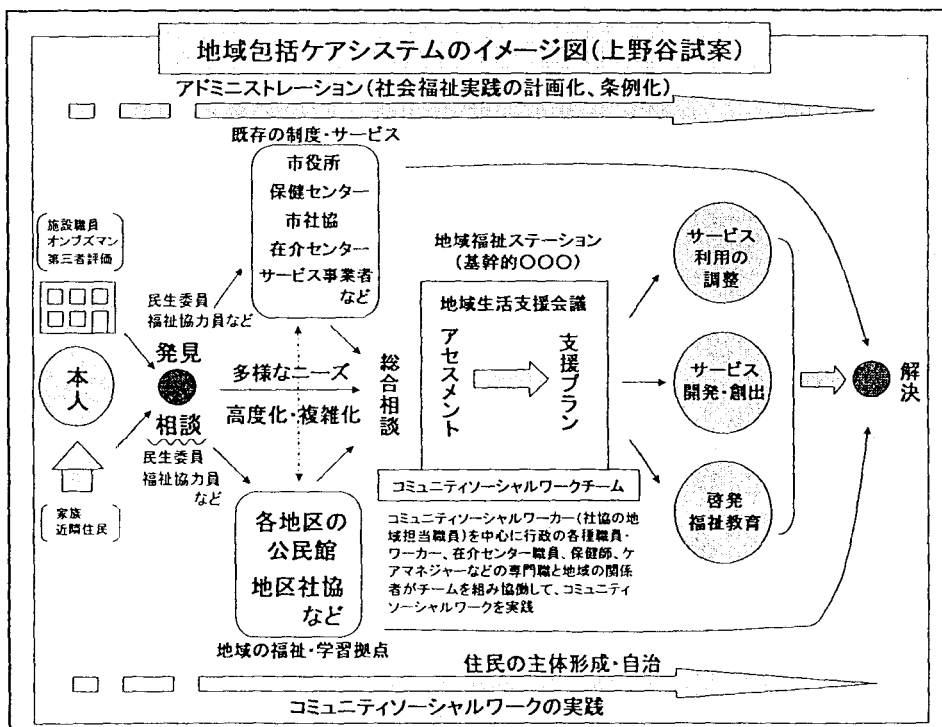 地域包括ケアシステムのイメージ図(上野谷試案)
アドミニストレーション(社会福祉実践の計画化、条例化)
既存の制度・サービス
市役所
保健センター
市社協
在介センター
サービス事業者
など
施設職員
オンブズマン
第三者評価
民生委員
福祉協力員など
本人
発見
相談
民生委員
福祉協力員
など
家族
近隣住民
多様なニーズ
高度化・複雑化
総合相談
各地区の
公民館
地区社協
など
地域の福祉・学習拠点
地域福祉ステーション
(基幹的〇〇〇)
地域生活支援会議
アセスメント
支援プラン
コミュニティソーシャルワークチーム
コミュニティソーシャルワーカー(社協の地
域担当職員)を中心に行政の各種職員・
ワーカー、在介センター職員、保健師、ケ
アマネジャーなどの専門職と地域の関係
者がチームを組み協働して、コミュニティ
ソーシャルワークを実践
サービス
利用の
調整
サービス
開発・創出
啓発
福祉教育
解決
住民の主体形成・自治
コミュニティソーシャルワークの実践